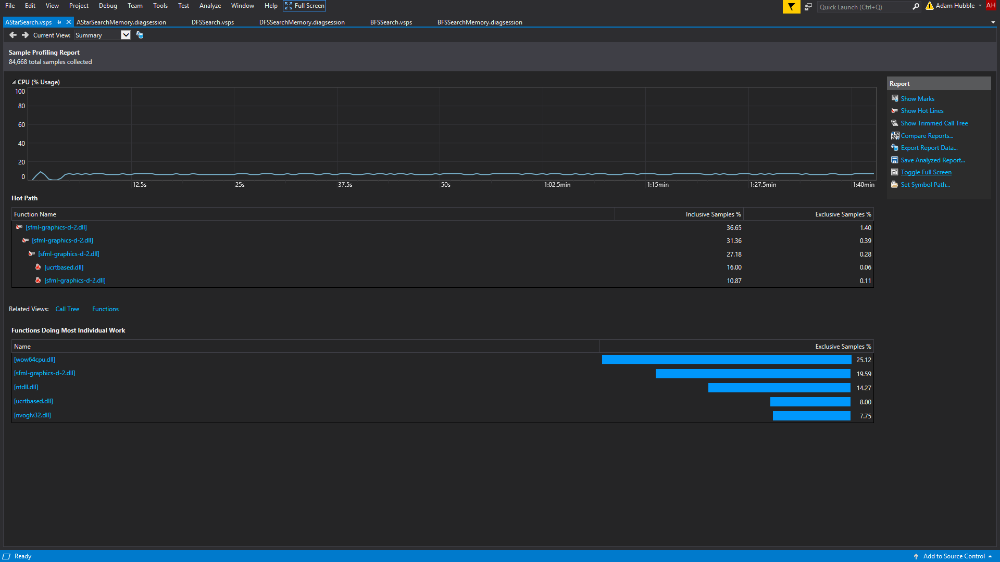 File Edit View Project Debug Team Tools Test Analyze Window Help Full Screen Quick Launch (Ctrl+Q) Adam Hubble AH
AStarSearch.vsps AStarSearchMemory.diagsession DFSSearch.vsps DFSSearchMemory.diagsession BFSSearch.vsps BFSSearchMemory.diagsession
Current View: Summary
Sample Profiling Report
84,668 total samples collected
CPU (% Usage)
100
80
60
40
20
0
12.5s 25s 37.5s 50s 1:02.5min 1:15min 1:27.5min 1:40min
Hot Path
Function Name Inclusive Samples % Exclusive Samples %
[sfml-graphics-d-2.dll] 36.65 1.40
[sfml-graphics-d-2.dll] 31.36 0.39
[sfml-graphics-d-2.dll] 27.18 0.28
[ucrtbased.dll] 16.00 0.06
[sfml-graphics-d-2.dll] 10.87 0.11
Related Views: Call Tree Functions
Functions Doing Most Individual Work
Name Exclusive Samples %
[wow64cpu.dll] 25.12
[sfml-graphics-d-2.dll] 19.59
[ntdll.dll] 14.27
[ucrtbased.dll] 8.00
[nvoglv32.dll] 7.75
Report
Show Marks
Show Hot Lines
Show Trimmed Call Tree
Compare Reports...
Export Report Data...
Save Analyzed Report...
Toggle Full Screen
Set Symbol Path...
Ready Add to Source Control